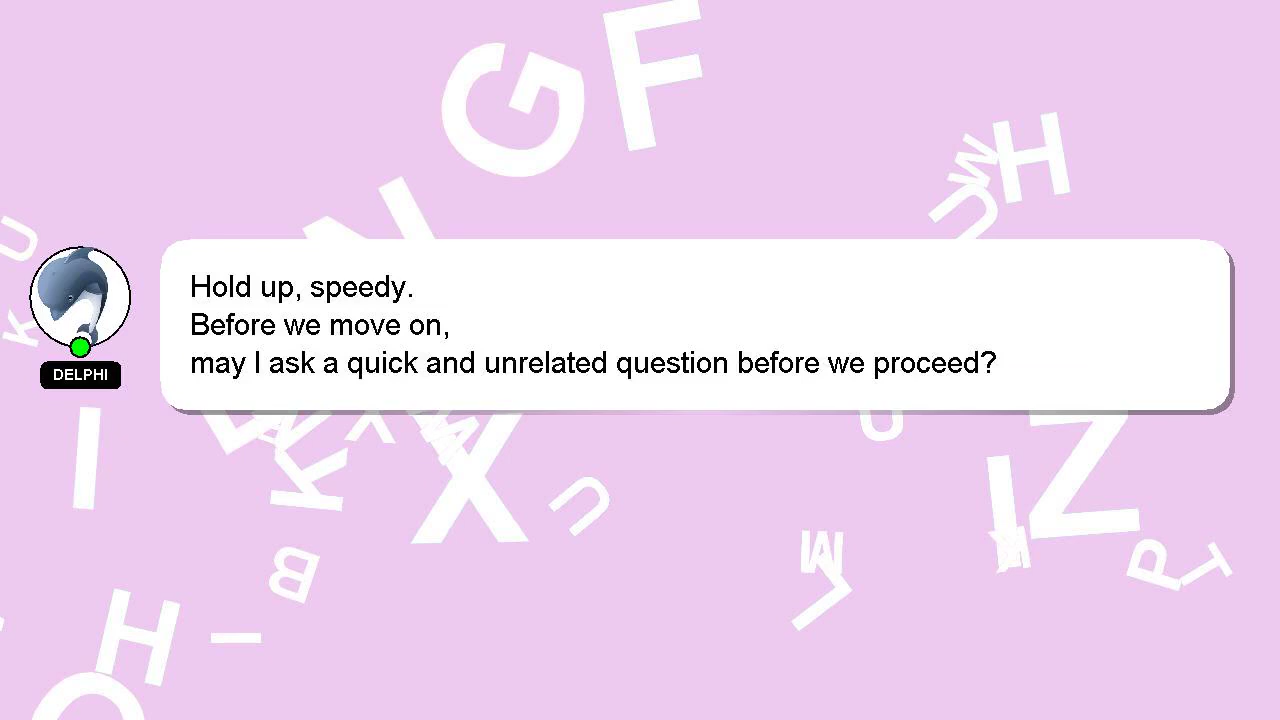 Hold up, speedy.
Before we move on,
may I ask a quick and unrelated question before we proceed?
DELPHI
G
F
H
W
U
N
U
K
I
K
X
X
U
U
Z
I
K
M
L
P
T
B
H
I
O